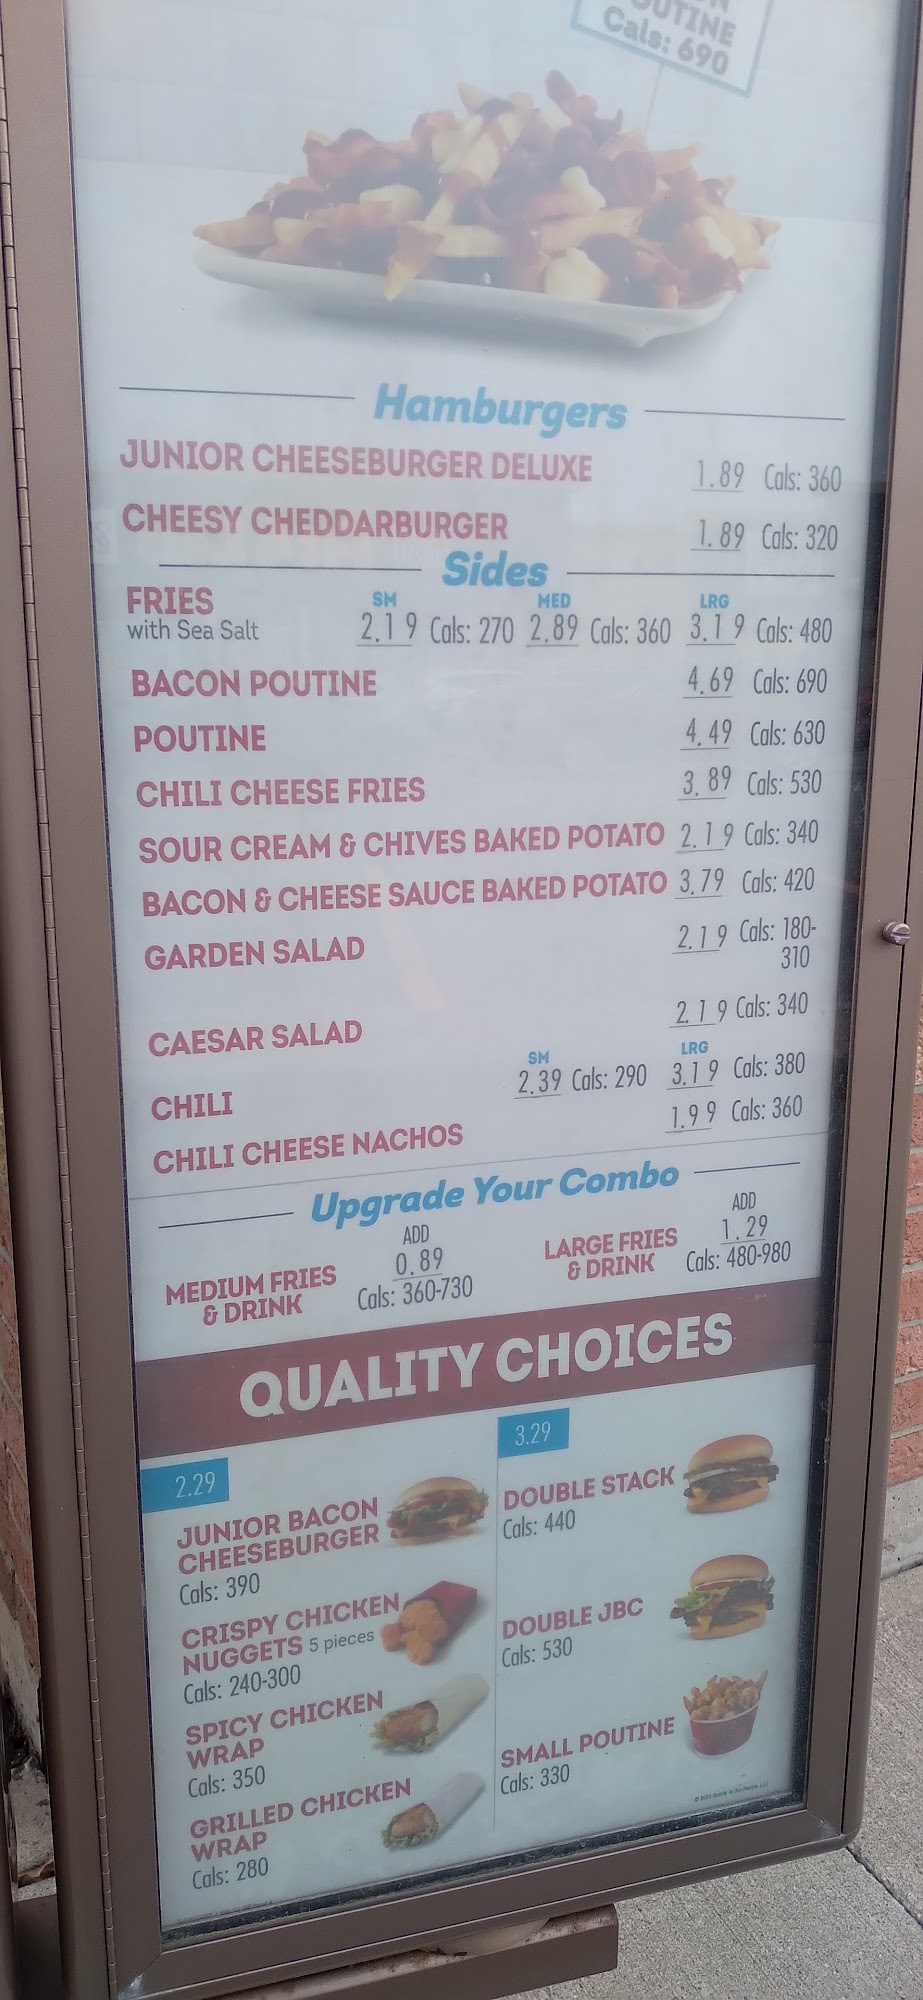 OUTINE
Cals: 690
Hamburgers
JUNIOR CHEESEBURGER DELUXE 1.89 Cals: 360
CHEESY CHEDDARBURGER 1.89 Cals: 320
Sides
SM MED LRG
FRIES 2.19 Cals: 270 2.89 Cals: 360 3.19 Cals: 480
with Sea Salt
BACON POUTINE 4.69 Cals: 690
POUTINE 4.49 Cals: 630
CHILI CHEESE FRIES 3.89 Cals: 530
SOUR CREAM & CHIVES BAKED POTATO 2.19 Cals: 340
BACON & CHEESE SAUCE BAKED POTATO 3.79 Cals: 420
GARDEN SALAD 2.19 Cals: 180-
310
CAESAR SALAD 2.19 Cals: 340
SM LRG
CHILI 2.39 Cals: 290 3.19 Cals: 380
CHILI CHEESE NACHOS 1.99 Cals: 360
Upgrade Your Combo
MEDIUM FRIES
& DRINK
ADD
0.89
Cals: 360-730
LARGE FRIES
& DRINK
ADD
1.29
Cals: 480-980
QUALITY CHOICES
2.29
JUNIOR BACON
CHEESEBURGER
Cals: 390
CRISPY CHICKEN
NUGGETS 5 pieces
Cals: 240-300
SPICY CHICKEN
WRAP
Cals: 350
GRILLED CHICKEN
WRAP
Cals: 280
3.29
DOUBLE STACK
Cals: 440
DOUBLE JBC
Cals: 530
SMALL POUTINE
Cals: 330
© 2020 Quality Is Our Recipe, LLC